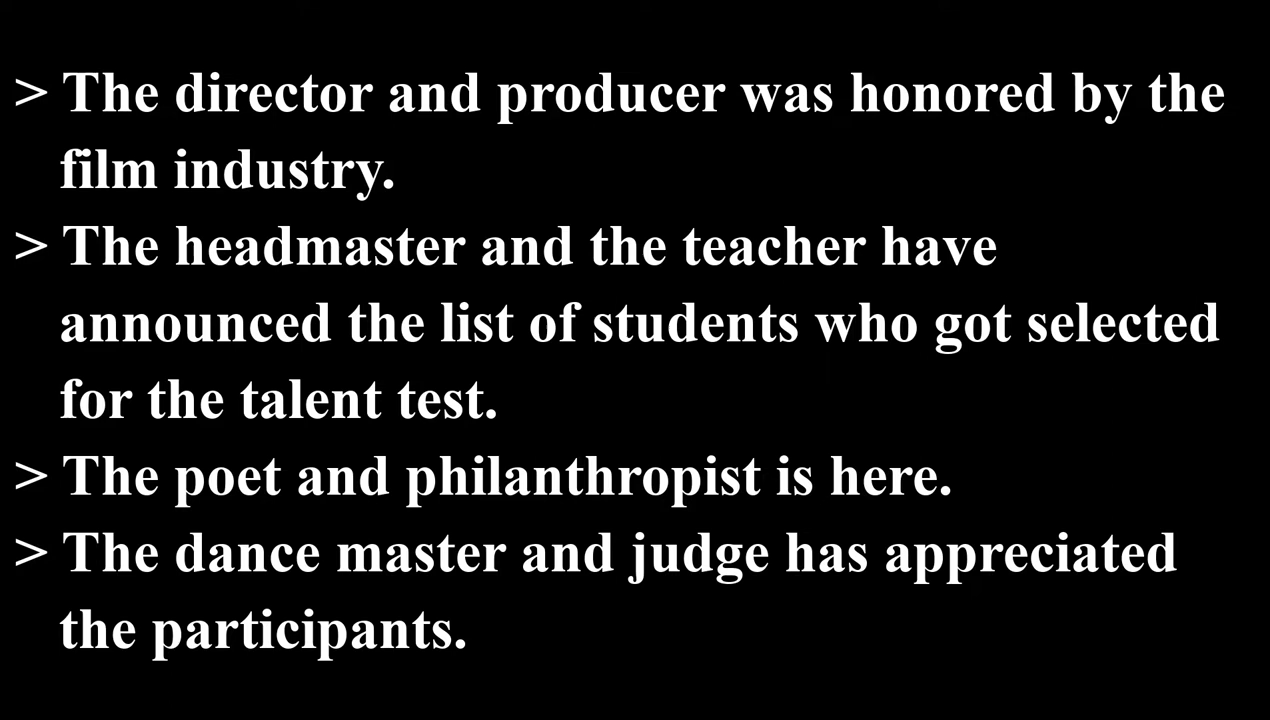 > The director and producer was honored by the
film industry.
> The headmaster and the teacher have
announced the list of students who got selected
for the talent test.
> The poet and philanthropist is here.
> The dance master and judge has appreciated
the participants.